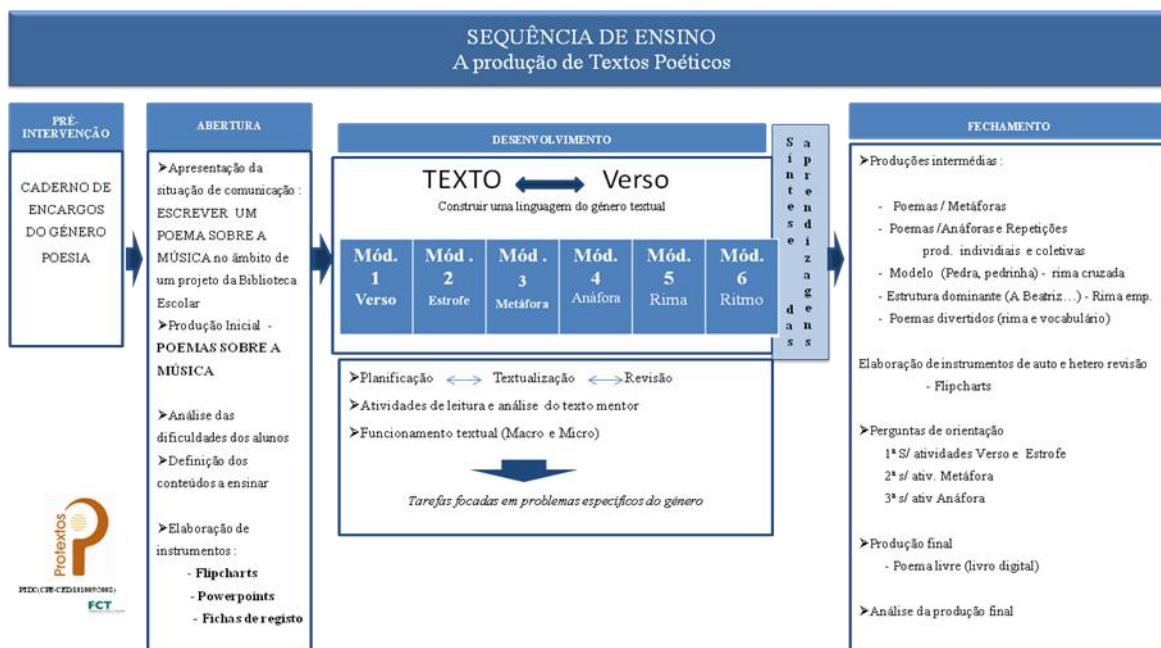 SEQUÊNCIA DE ENSINO
A produção de Textos Poéticos
PRÉ-
INTERVENÇÃO
CADERNO DE
ENCARGOS
DO GÉNERO
POESIA
Protextos
FCT
ABERTURA
➤Apresentação da
situação de comunicação :
ESCREVER UM
POEMA SOBRE A
MÚSICA no âmbito de
um projeto da Biblioteca
Escolar
➤Produção Inicial -
POEMAS SOBRE A
MÚSICA
➤Análise das
dificuldades dos alunos
➤Definição dos
conteúdos a ensinar
➤Elaboração de
instrumentos :
- Flipcharts
- Powerpoints
- Fichas de registo
DESENVOLVIMENTO
TEXTO Verso
Construir uma linguagem do género textual
Mód. 1 Verso
Mód . 2 Estrofe
Mód . 3 Metáfora
Mód. 4 Anáfora
Mód. 5 Rima
Mód. 6 Ritmo
➤Planificação Textualização Revisão
➤Atividades de leitura e análise do texto mentor
➤Funcionamento textual (Macro e Micro)
Tarefas focadas em problemas específicos do género
Síntese das
aprendizagens
FECHAMENTO
➤Produções intermédias :
- Poemas / Metáforas
- Poemas /Anáforas e Repetições
prod. individiais e coletivas
- Modelo (Pedra, pedrinha) - rima cruzada
- Estrutura dominante (A Beatriz…) - Rima emp.
- Poemas divertidos (rima e vocabulário)
Elaboração de instrumentos de auto e hetero revisão
- Flipcharts
➤Perguntas de orientação
1ª S/ atividades Verso e Estrofe
2ª s/ ativ. Metáfora
3ª s/ ativ Anáfora
➤Produção final
- Poema livre (livro digital)
➤Análise da produção final